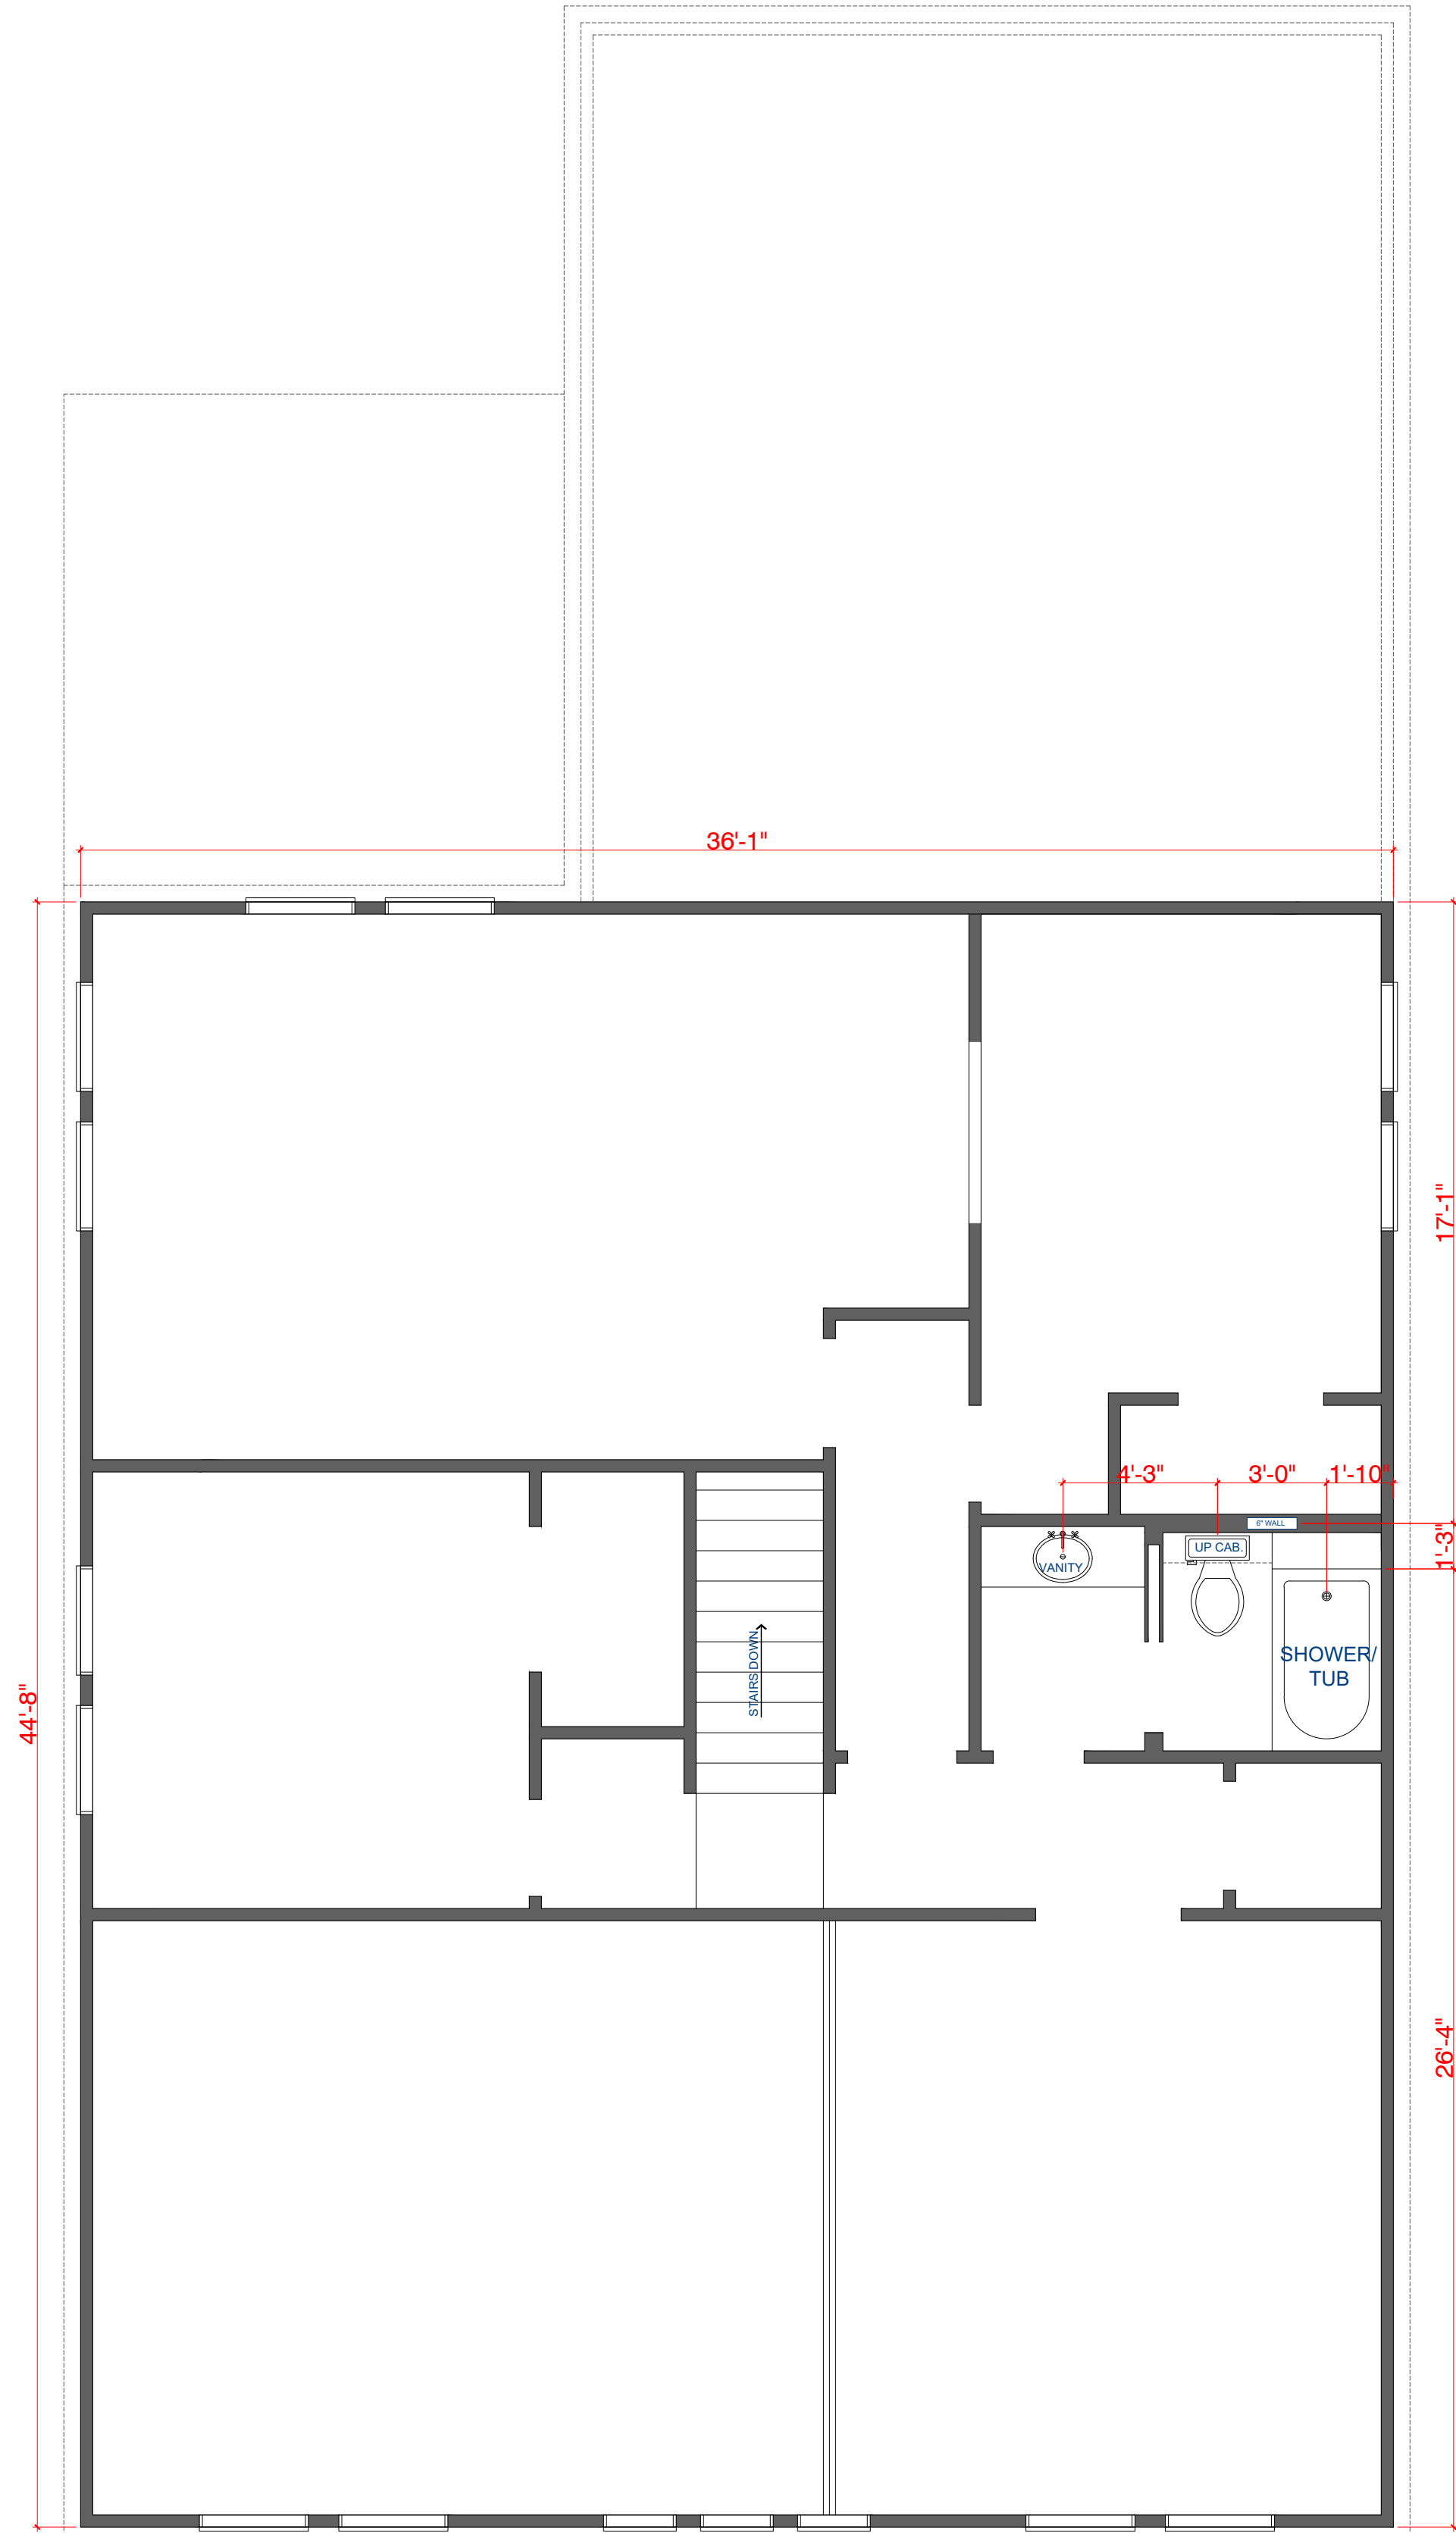 36'-1"
17'-1"
4'-3"
3'-0"
1'-10"
6" WALL
1'-3"
UP CAB.
VANITY
STAIRS DOWN
SHOWER/
TUB
44'-8"
26'-4"